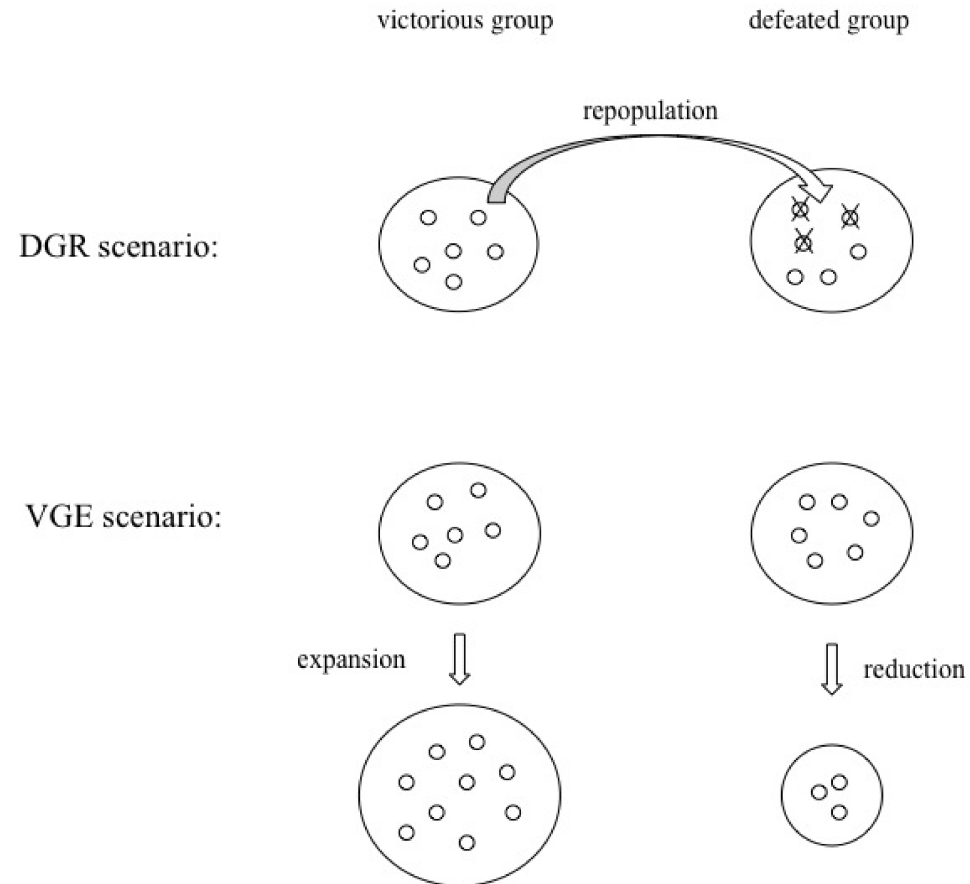 victorious group
defeated group
repopulation
DGR scenario:
VGE scenario:
expansion
reduction